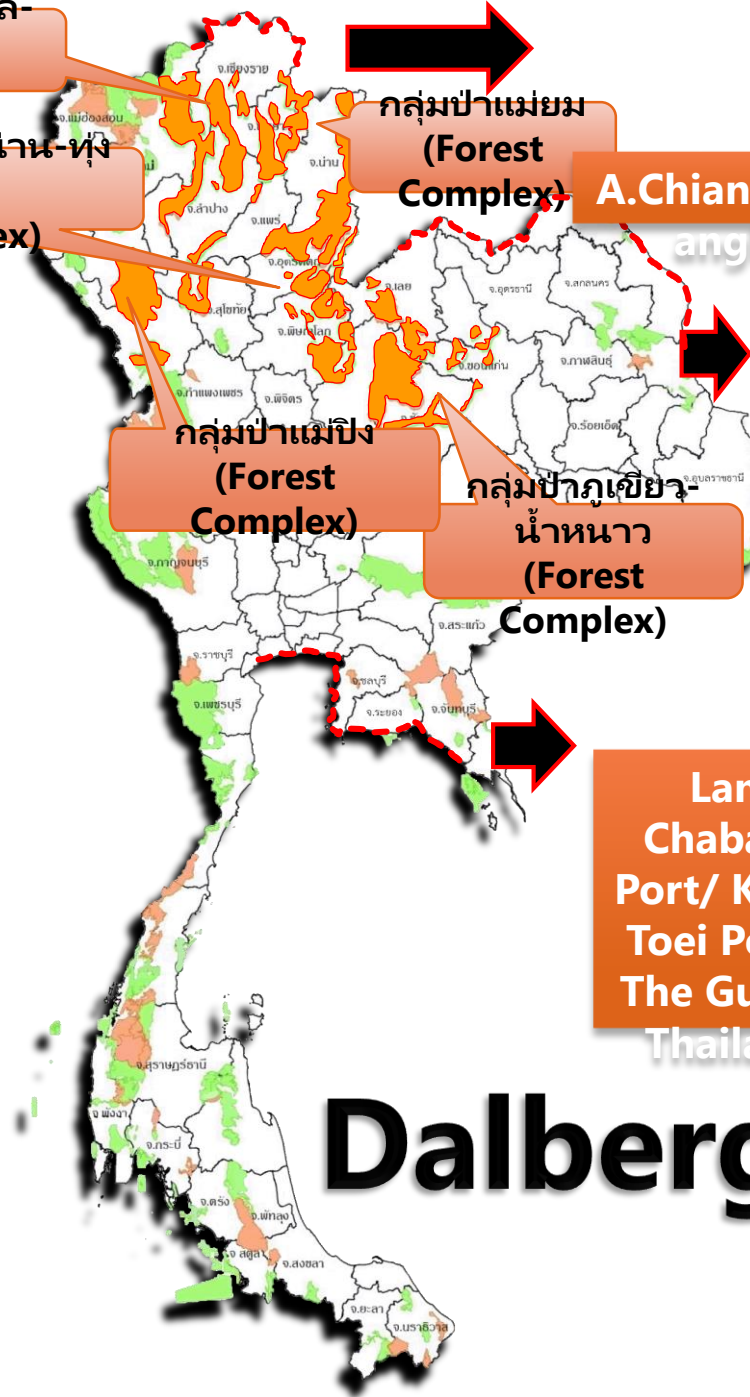 ล-
จ.เชียงราย
จ.แม่ฮ่องสอน
กลุ่มป่าแม่ยม
(Forest
Complex)
น่าน-ทุ่ง
ex)
จ.น่าน
A.Chian
ang
จ.ลำปาง
จ.แพร่
จ.เลย
จ.อุดรธานี
จ.สกลนคร
จ.สุโขทัย
จ.พิษณุโลก
จ.ขอนแก่น
จ.กาฬสินธุ์
จ.กำแพงเพชร
จ.พิจิตร
จ.ร้อยเอ็ด
กลุ่มป่าแม่ปิง
(Forest
Complex)
จ.อุบลราชธานี
กลุ่มป่าภูเขียว-
น้ำหนาว
(Forest
Complex)
จ.กาญจนบุรี
จ.สระแก้ว
จ.ราชบุรี
จ.ชลบุรี
จ.เพชรบุรี
จ.ระยอง
จ.จันทบุรี
Lan
Chaba
Port/ K
Toei Po
The Gu
Thaila
จ.สุราษฎร์ธานี
จ พังงา
จ.กระบี่
Dalberg
จ.ตรัง
จ.พัทลุง
จ สตูล
จ.สงขลา
จ.ยะลา
จ.นราธิวาส